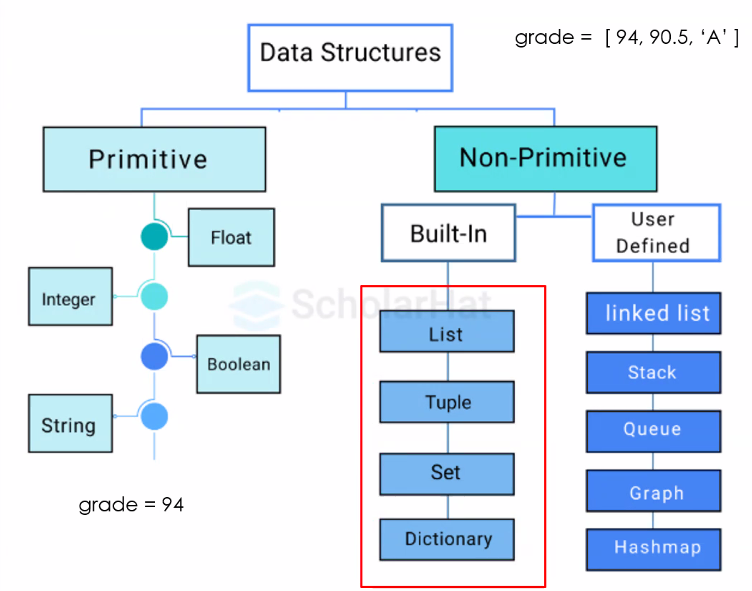 Data Structures
grade = [ 94, 90.5, ‘A’ ]
Primitive
Non-Primitive
Float
Integer
Boolean
String
grade = 94
Built-In
User
Defined
ScholarHat
List
Tuple
Set
Dictionary
linked list
Stack
Queue
Graph
Hashmap